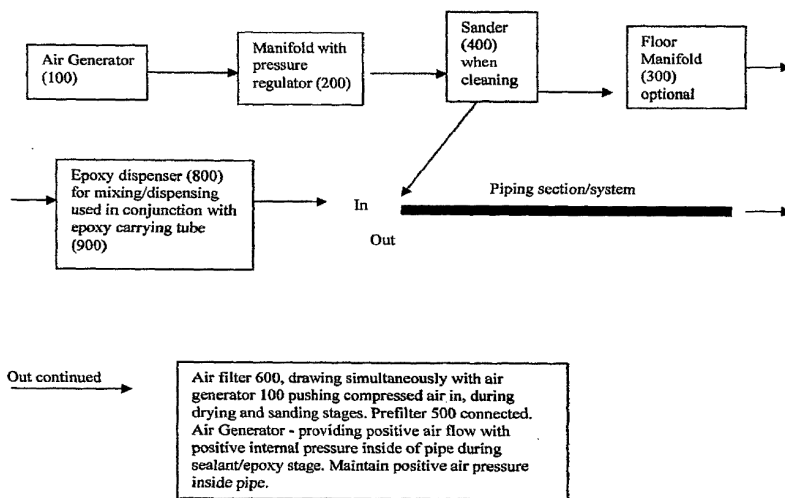 Air Generator
(100)
Manifold with
pressure
regulator (200)
Sander
(400)
when
cleaning
Floor
Manifold
(300)
optional
Epoxy dispenser (800)
for mixing/dispensing
used in conjunction with
epoxy carrying tube
(900)
In
Out
Piping section/system
Out continued
Air filter 600, drawing simultaneously with air
generator 100 pushing compressed air in, during
drying and sanding stages. Prefilter 500 connected.
Air Generator - providing positive air flow with
positive internal pressure inside of pipe during
sealant/epoxy stage. Maintain positive air pressure
inside pipe.